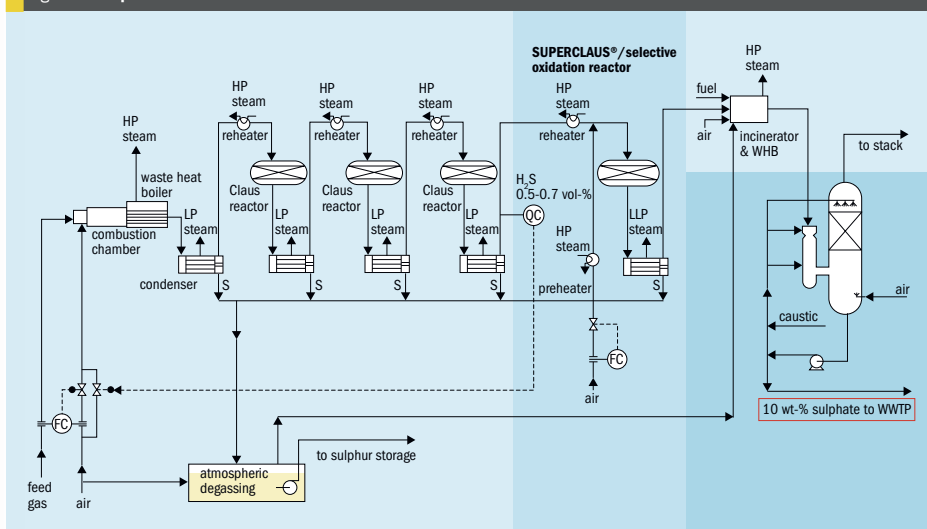 SUPERCLAUS®/selective
oxidation reactor
HP
steam
fuel
air
incinerator
& WHB
to stack
HP
steam
reheater
HP
steam
reheater
HP
steam
reheater
HP
steam
reheater
HP
steam
waste heat
boiler
combustion
chamber
LP
steam
condenser
Claus
reactor
LP
steam
Claus
reactor
LP
steam
Claus
reactor
LP
steam
H2S
0.5-0.7 vol-%
QC
HP
steam
preheater
LLP
steam
S
S
S
S
S
air
caustic
FC
air
10 wt-% sulphate to WWTP
FC
feed
gas
air
atmospheric
degassing
to sulphur storage